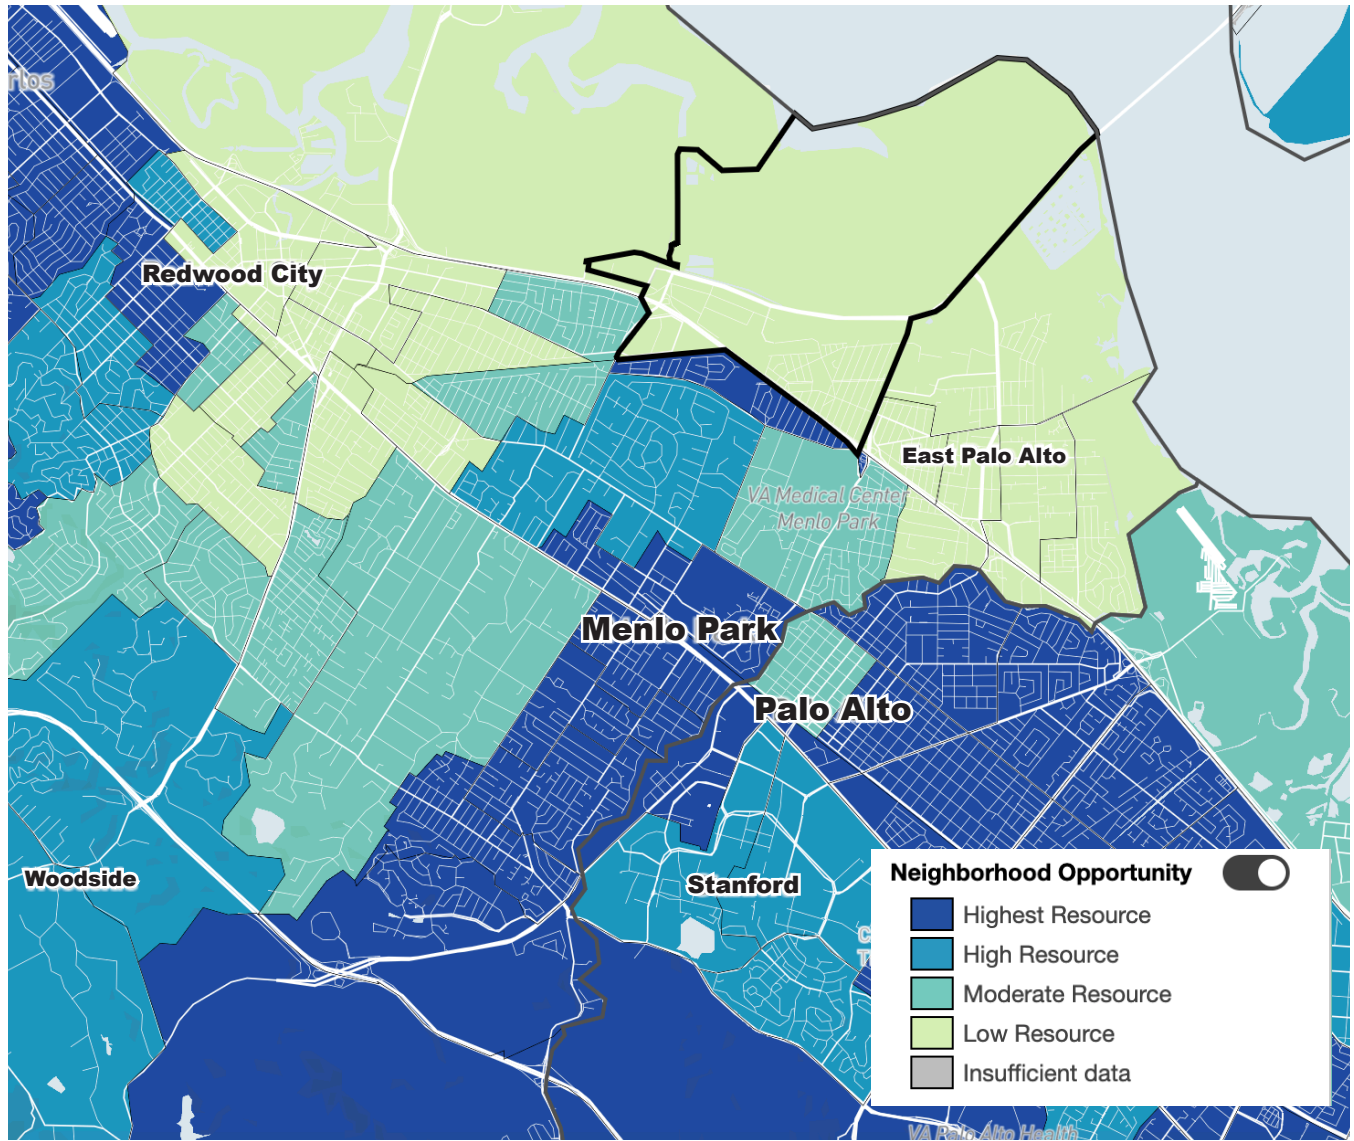 rlos
Redwood City
East Palo Alto
VA Medical Center
Menlo Park
Menlo Park
Palo Alto
Woodside
Stanford
Neighborhood Opportunity
Highest Resource
High Resource
Moderate Resource
Low Resource
Insufficient data
VA Palo Alto Health